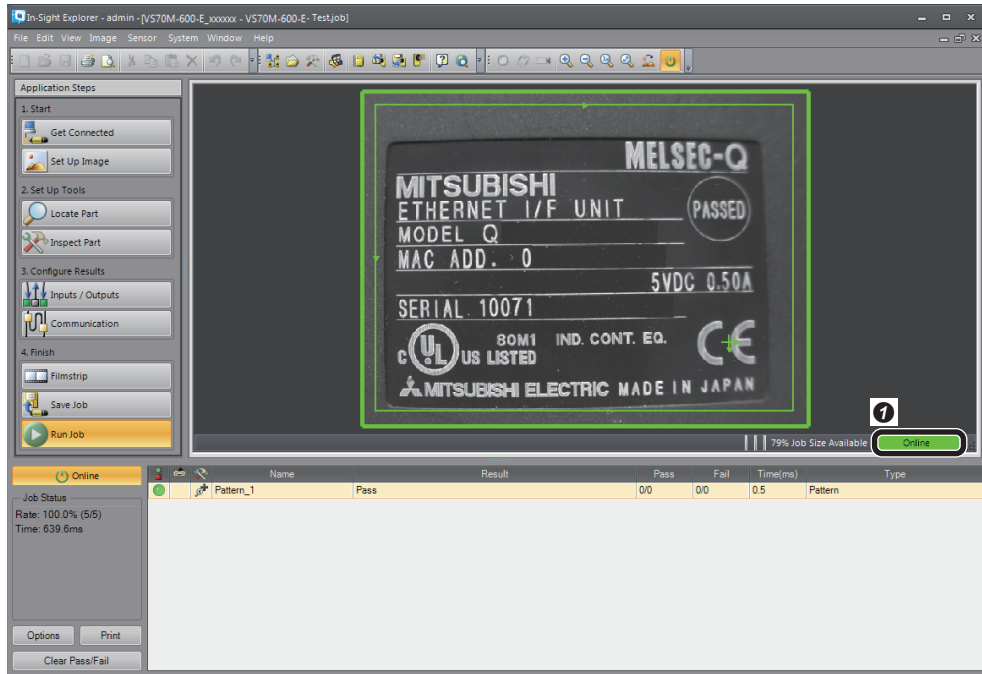 In-Sight Explorer - admin - [VS70M-600-E_xxxxxx - VS70M-600-E- Test.job]
File Edit View Image Sensor System Window Help
Application Steps
1. Start
Get Connected
Set Up Image
2. Set Up Tools
Locate Part
Inspect Part
3. Configure Results
Inputs / Outputs
Communication
4. Finish
Filmstrip
Save Job
Run Job
MELSEC-Q
MITSUBISHI
ETHERNET I/F UNIT
PASSED
MODEL Q
MAC ADD. 0
5VDC 0.50A
SERIAL 10071
80M1 IND. CONT. EQ.
C UL US LISTED
CE
MITSUBISHI ELECTRIC MADE IN JAPAN
1
79% Job Size Available Online
Online
Name Result Pass Fail Time(ms) Type
Pattern_1 Pass 0/0 0/0 0.5 Pattern
Job Status
Rate: 100.0% (5/5)
Time: 639.6ms
Options Print
Clear Pass/Fail